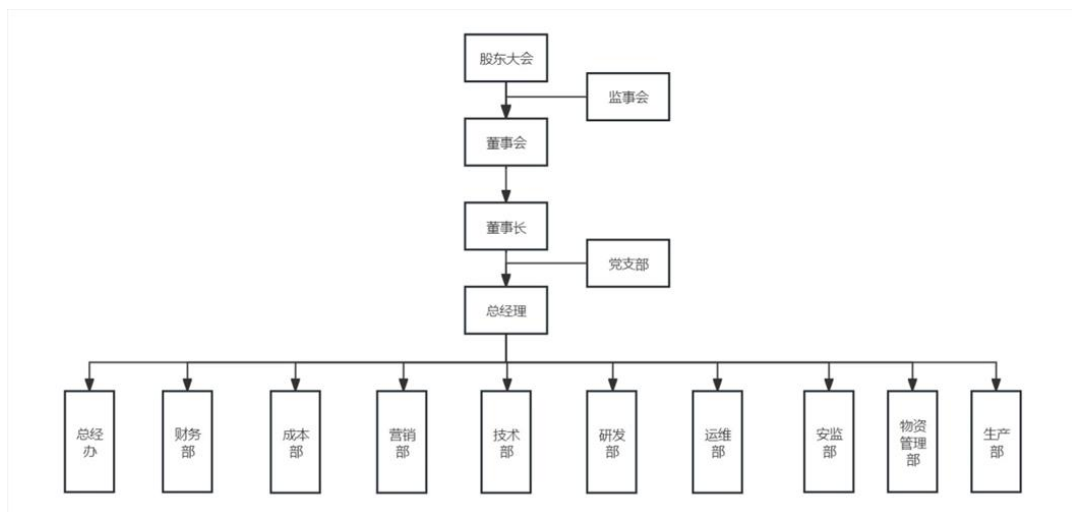 股东大会
监事会
董事会
董事长
党支部
总经理
总经
办
财务
部
成本
部
营销
部
技术
部
研发
部
运维
部
安监
部
物资
管理
部
生产
部